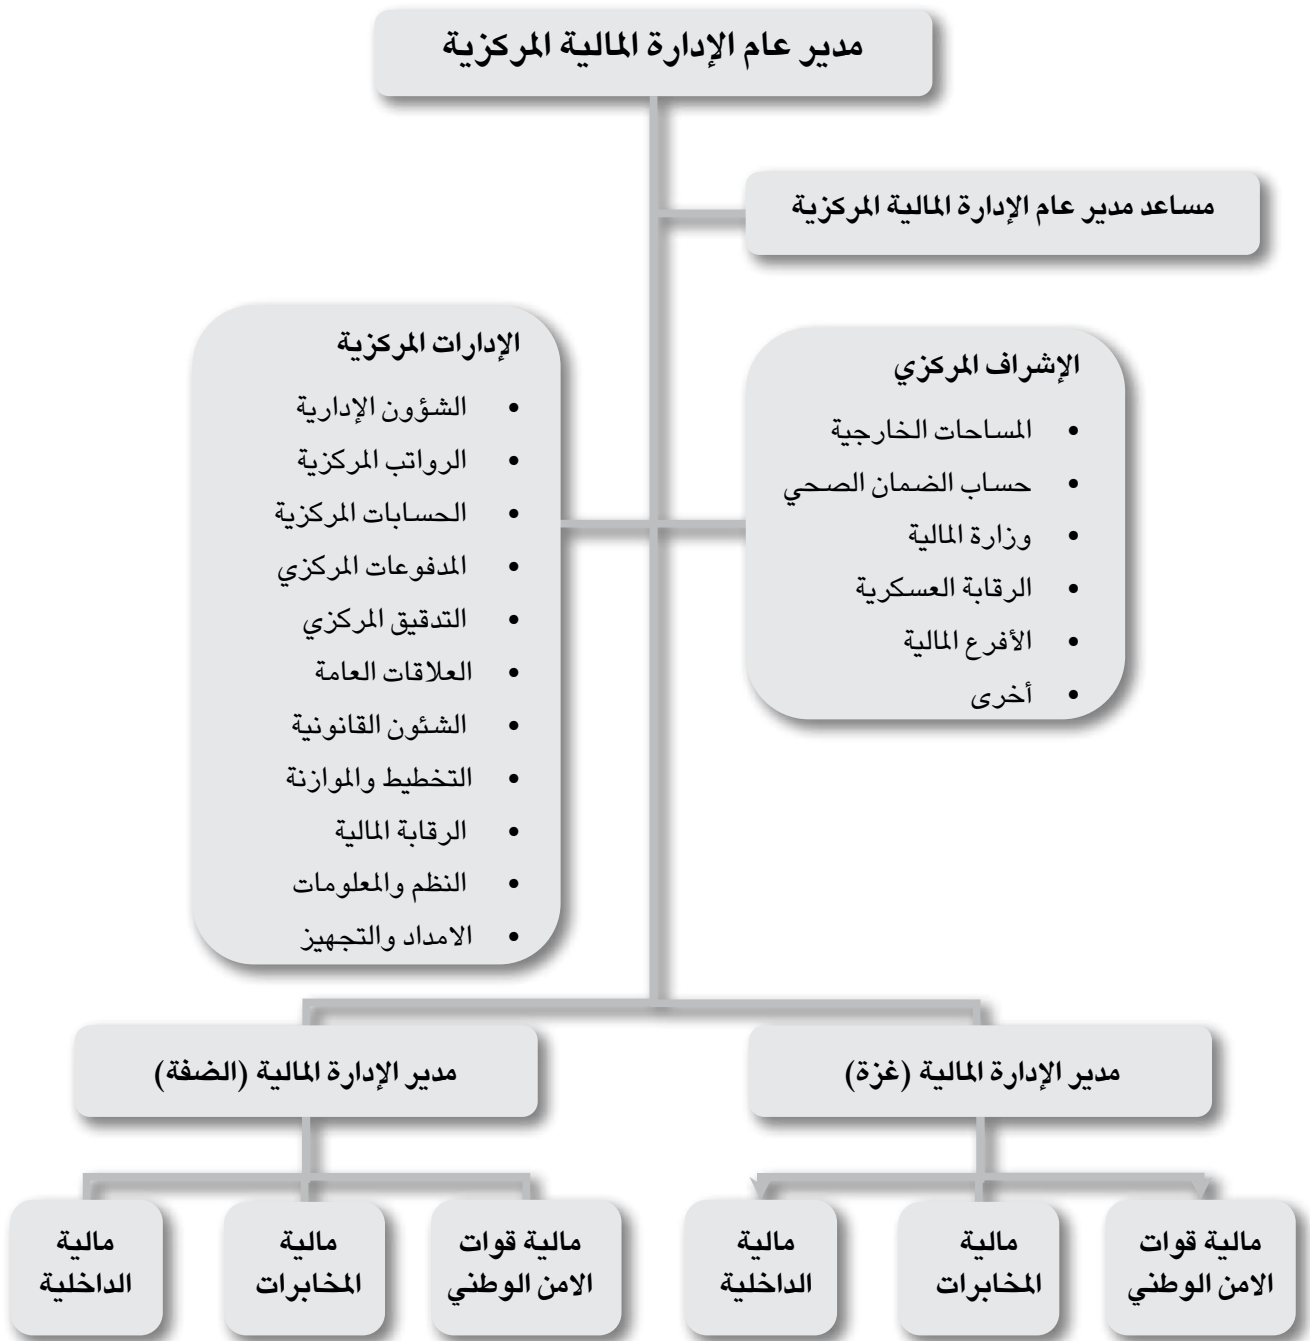 مدير عام الإدارة المالية المركزية
مساعد مدير عام الإدارة المالية المركزية
الإشراف المركزي
• المساحات الخارجية
• حساب الضمان الصحي
• وزارة المالية
• الرقابة العسكرية
• الأفرع المالية
• أخرى
الإدارات المركزية
• الشؤون الإدارية
• الرواتب المركزية
• الحسابات المركزية
• المدفوعات المركزي
• التدقيق المركزي
• العلاقات العامة
• الشئون القانونية
• التخطيط والموازنة
• الرقابة المالية
• النظم والمعلومات
• الامداد والتجهيز
مدير الإدارة المالية (غزة)
مدير الإدارة المالية (الضفة)
مالية قوات
الامن الوطني
مالية
المخابرات
مالية
الداخلية
مالية قوات
الامن الوطني
مالية
المخابرات
مالية
الداخلية